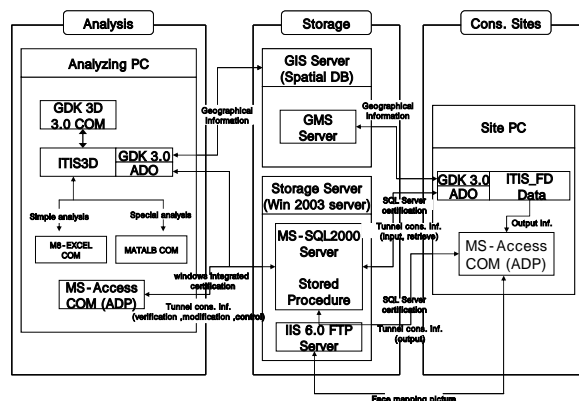 Analysis
Storage
Cons. Sites
Analyzing PC
GDK 3D
3.0 COM
ITIS3D
GDK 3.0
ADO
Simple analysis
Special analysis
MS-EXCEL
COM
MATALB COM
MS-Access
COM (ADP)
Geographical
information
windows integrated
certification
Tunnel cons. inf.
(verification ,modification ,control)
GIS Server
(Spatial DB)
GMS
Server
Storage Server
(Win 2003 server)
MS-SQL2000
Server
Stored
Procedure
IIS 6.0 FTP
Server
Geographical
information
SQL Server
certification
Tunnel cons. inf.
(input, retrieve)
SQL Server
certification
Tunnel cons. inf.
(output)
Site PC
GDK 3.0
ADO
ITIS_FD
Data
Output inf.
MS-Access
COM (ADP)
Face mapping picture